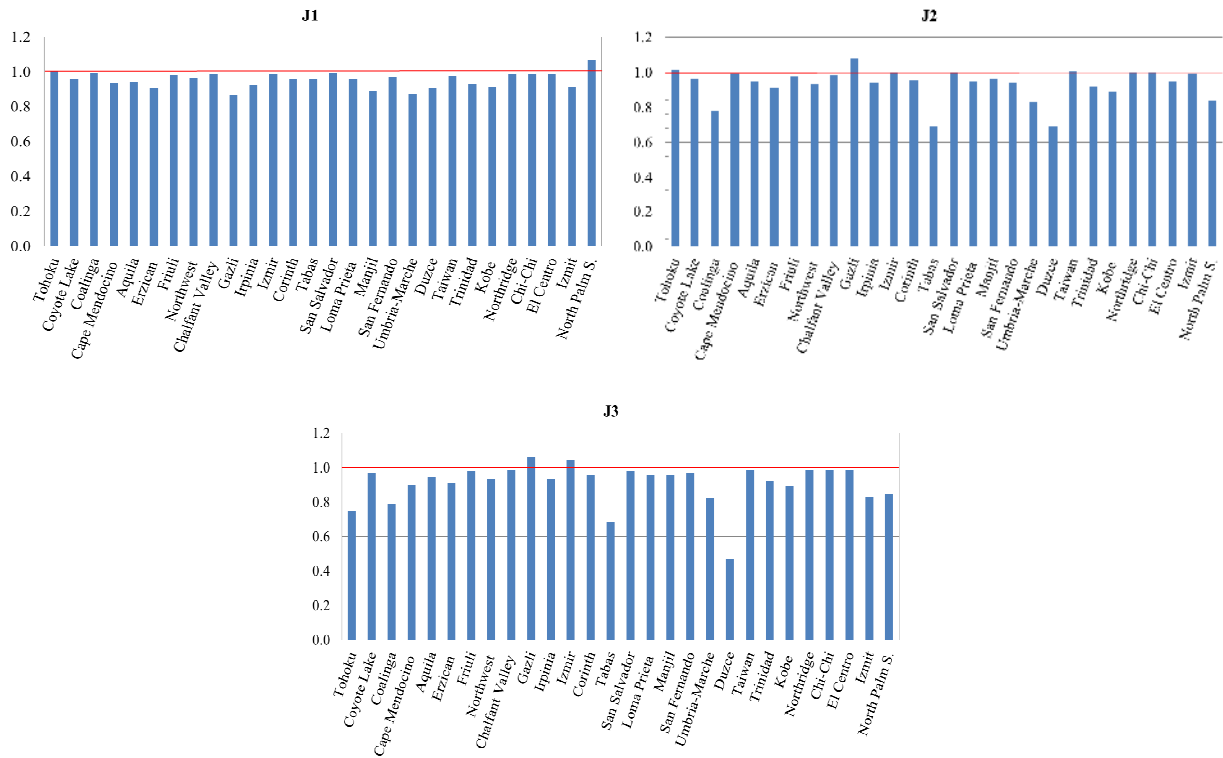 J1
1.2
1.0
0.8
0.6
0.4
0.2
0.0
Tohoku
Coyote Lake
Coalinga
Cape Mendocino
Aquila
Erzican
Friuli
Northwest
Chalfant Valley
Gazli
Irpinia
Izmir
Corinth
Tabas
San Salvador
Loma Prieta
Manjil
San Fernando
Umbria-Marche
Duzce
Taiwan
Trinidad
Kobe
Northridge
Chi-Chi
El Centro
Izmit
North Palm S.
J2
1.2
1.0
0.8
0.6
0.4
0.2
0.0
Tohoku
Coyote Lake
Coalinga
Cape Mendocino
Aquila
Erzican
Friuli
Northwest
Chalfant Valley
Gazli
Irpinia
Izmir
Corinth
Tabas
San Salvador
Loma Prieta
Manjil
San Fernando
Umbria-Marche
Duzce
Taiwan
Trinidad
Kobe
Northridge
Chi-Chi
El Centro
Izmit
North Palm S.
J3
1.2
1.0
0.8
0.6
0.4
0.2
0.0
Tohoku
Coyote Lake
Coalinga
Cape Mendocino
Aquila
Erzican
Friuli
Northwest
Chalfant Valley
Gazli
Irpinia
Izmir
Corinth
Tabas
San Salvador
Loma Prieta
Manjil
San Fernando
Umbria-Marche
Duzce
Taiwan
Trinidad
Kobe
Northridge
Chi-Chi
El Centro
Izmit
North Palm S.